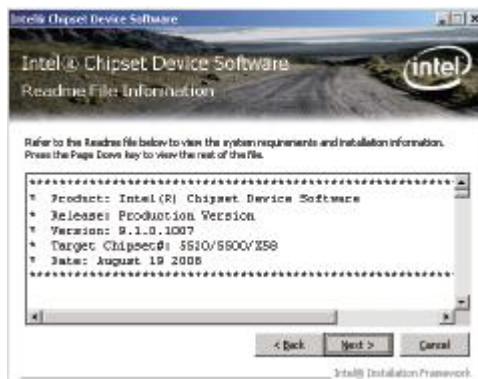 Intel® Chipset Device Software
Intel® Chipset Device Software
Readme File Information
intel
Refer to the Readme file below to view the system requirements and installation information.
Press the Page Down key to view the rest of the file.
************************************************
* Product: Intel(R) Chipset Device Software
* Release: Production Version
* Version: 9.1.0.1007
* Target Chipset#: 5520/5500/X58
* Date: August 19 2008
************************************************
< Back
Next >
Cancel
Intel® Installation Framework